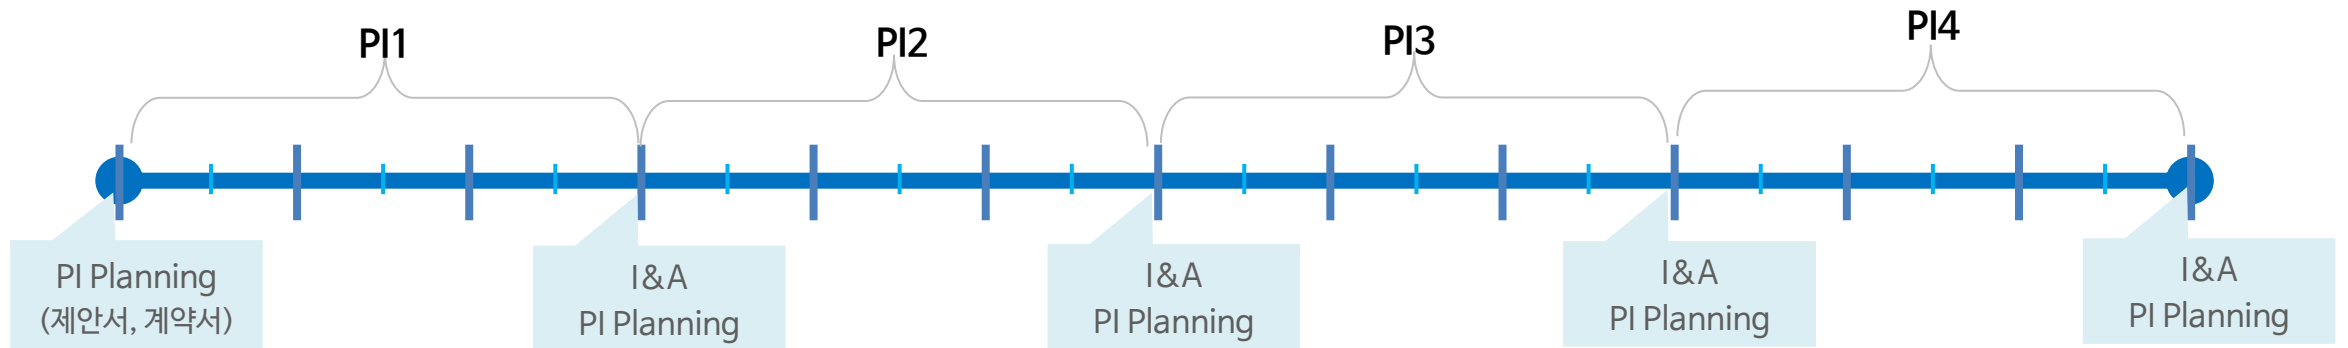 PI1
PI2
PI3
PI4
PI Planning
(제안서, 계약서)
I&A
PI Planning
I&A
PI Planning
I&A
PI Planning
I&A
PI Planning